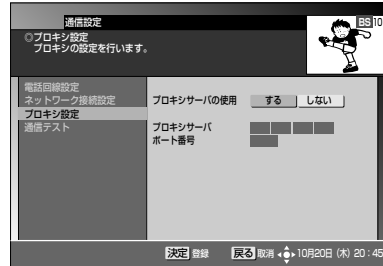 通信設定
BS 10
◎プロキシ設定
プロキシの設定を行います。
電話回線設定
ネットワーク接続設定
プロキシ設定
通信テスト
プロキシサーバの使用 する しない
プロキシサーバ
ポート番号
決定 登録 戻る 取消 10月20日 (木) 20:45